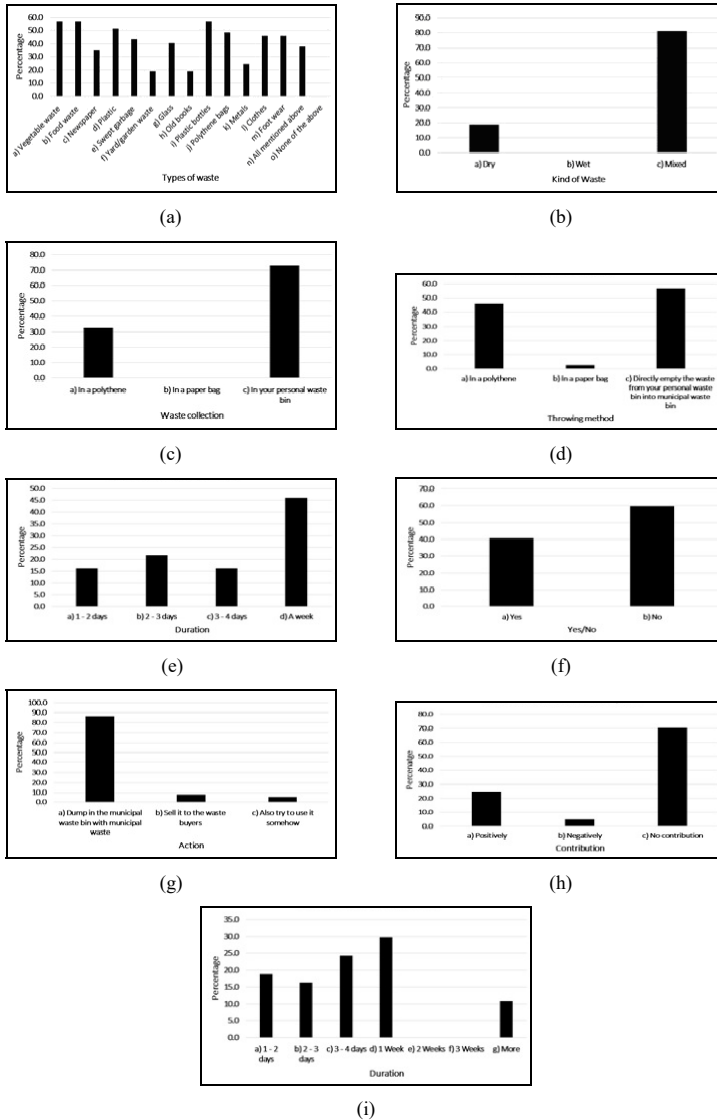 60.0
50.0
40.0
30.0
20.0
10.0
0.0
Percentage
a) Vegetable waste
b) Food waste
c) Newspaper
d) Plastic
e) Swept garbage
f) Yard/garden waste
g) Glass
h) Old books
i) Plastic bottles
j) Polythene bags
k) Metals
l) Clothes
m) Foot wear
n) All mentioned above
o) None of the above
Types of waste
(a)
90.0
80.0
70.0
60.0
50.0
40.0
30.0
20.0
10.0
0.0
Percentage
a) Dry
b) Wet
c) Mixed
Kind of Waste
(b)
80.0
70.0
60.0
50.0
40.0
30.0
20.0
10.0
0.0
Percentage
a) In a polythene
b) In a paper bag
c) In your personal waste
bin
Waste collection
(c)
60.0
50.0
40.0
30.0
20.0
10.0
0.0
Percentage
a) In a polythene
b) In a paper bag
c) Directly empty the waste
from your personal waste
bin into municipal waste
bin
Throwing method
(d)
50.0
45.0
40.0
35.0
30.0
25.0
20.0
15.0
10.0
5.0
0.0
Percentage
a) 1 - 2 days
b) 2 - 3 days
c) 3 - 4 days
d) A week
Duration
(e)
70.0
60.0
50.0
40.0
30.0
20.0
10.0
0.0
Percentage
a) Yes
b) No
Yes/No
(f)
100.0
90.0
80.0
70.0
60.0
50.0
40.0
30.0
20.0
10.0
0.0
Percentage
a) Dump in the municipal
waste bin with municipal
waste
b) Sell it to the waste
buyers
c) Also try to use it
somehow
Action
(g)
80.0
70.0
60.0
50.0
40.0
30.0
20.0
10.0
0.0
Percenatge
a) Positively
b) Negatively
c) No contribution
Contribution
(h)
35.0
30.0
25.0
20.0
15.0
10.0
5.0
0.0
Percentage
a) 1 - 2
days
b) 2 - 3
days
c) 3 - 4 days
d) 1 Week
e) 2 Weeks
f) 3 Weeks
g) More
Duration
(i)